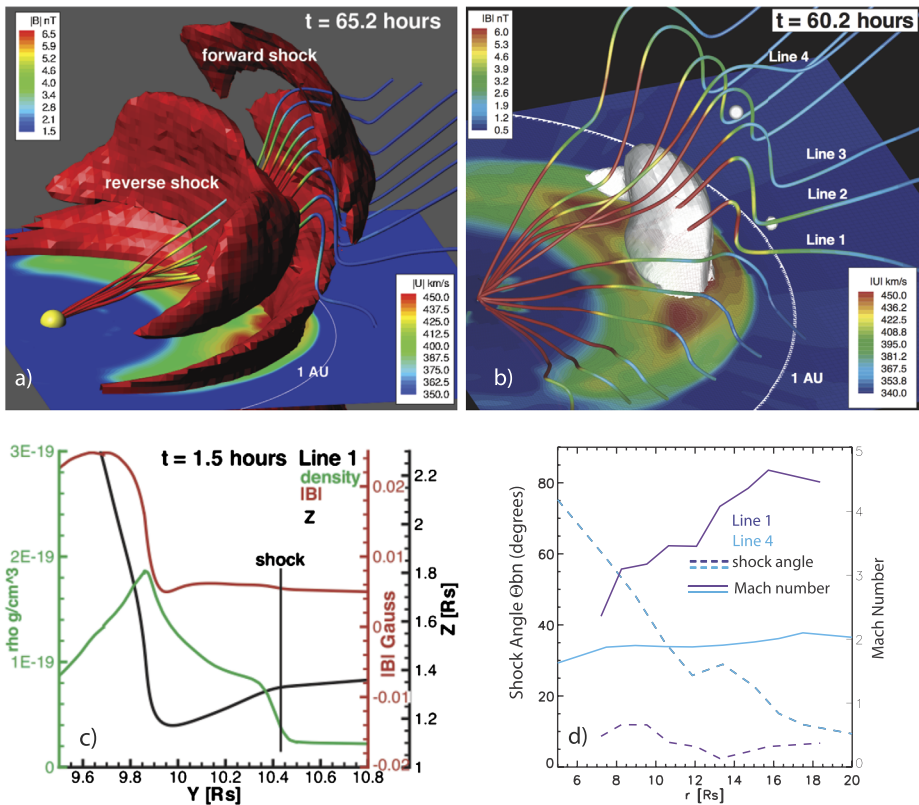 |B| nT
6.5
5.9
5.3
4.6
4.0
3.4
2.8
2.1
1.5
t = 65.2 hours
forward shock
reverse shock
|U| km/s
450.0
437.5
425.0
412.5
400.0
387.5
375.0
362.5
350.0
1 AU
a)
|B| nT
6.0
5.3
4.6
3.9
3.3
2.6
1.9
1.2
0.5
t = 60.2 hours
Line 4
Line 3
Line 2
Line 1
|U| km/s
450.0
436.2
422.5
408.8
395.0
381.2
367.5
353.8
340.0
1 AU
b)
t = 1.5 hours Line 1
density
|B|
Z
shock
3E-19
2E-19
1E-19
0
rho g/cm^3
0.02
0.01
0
-0.01
-0.02
|B| Gauss
2.2
2
1.8
1.6
1.4
1.2
1
Z [Rs]
c)
9.6 9.8 10 10.2 10.4 10.6 10.8
Y [Rs]
80
60
40
20
0
Shock Angle Θbn (degrees)
5
4
3
2
1
0
Mach Number
Line 1
Line 4
shock angle
Mach number
d)
6 8 10 12 14 16 18 20
r [Rs]